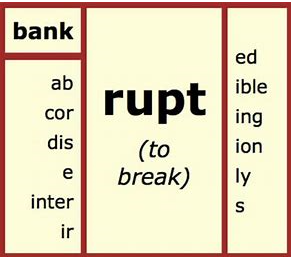 bank
ab
cor
dis
e
inter
ir
rupt
(to
break)
ed
ible
ing
ion
ly
s